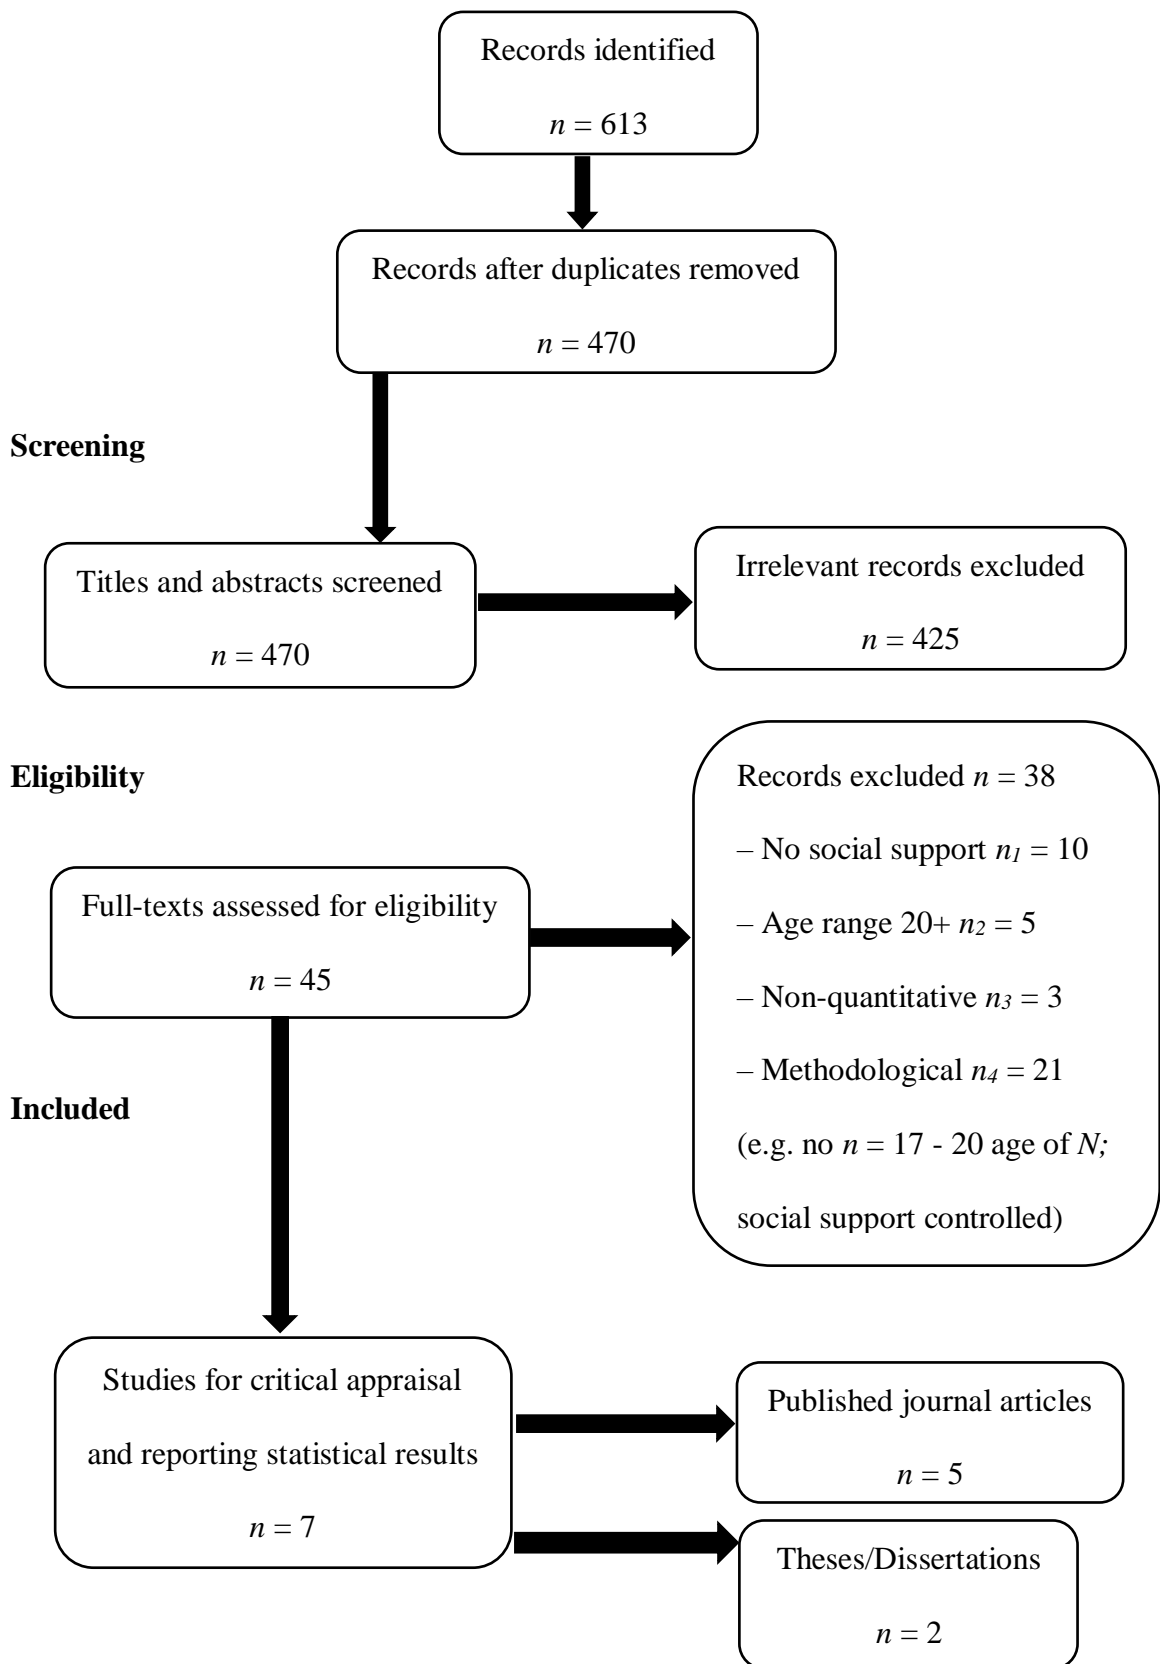 Records identified
n = 613
Records after duplicates removed
n = 470
Screening
Titles and abstracts screened
n = 470
Irrelevant records excluded
n = 425
Eligibility
Full-texts assessed for eligibility
n = 45
Records excluded n = 38
– No social support n1 = 10
– Age range 20+ n2 = 5
– Non-quantitative n3 = 3
– Methodological n4 = 21
(e.g. no n = 17 - 20 age of N;
social support controlled)
Included
Studies for critical appraisal
and reporting statistical results
n = 7
Published journal articles
n = 5
Theses/Dissertations
n = 2